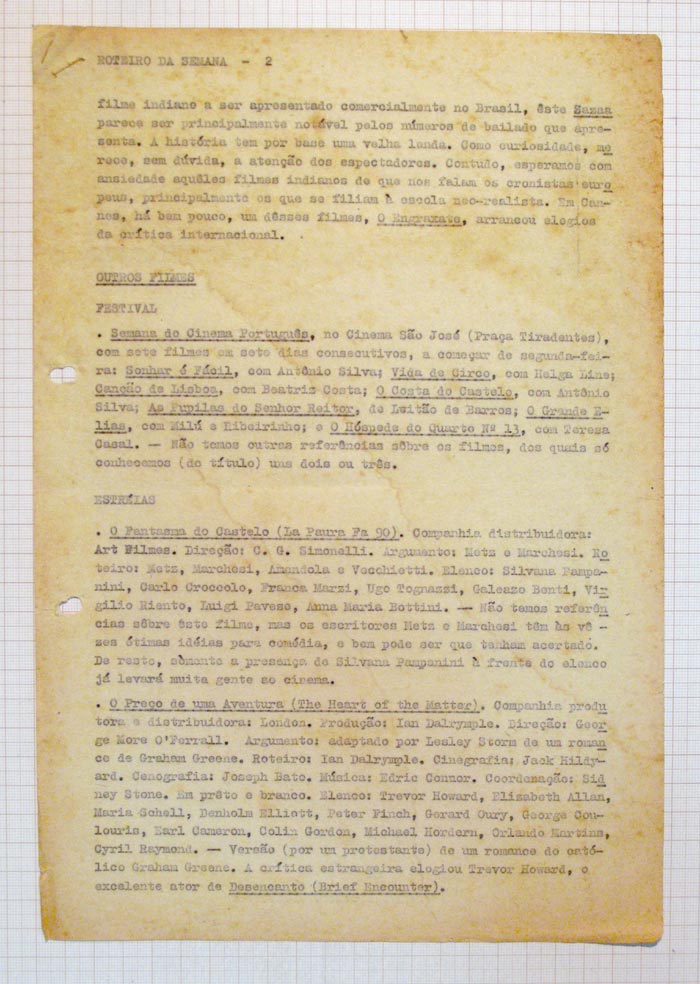 ROTEIRO DA SEMANA - 2
filme indiano a ser apresentado comercialmente no Brasil, êste Sazaa
parece ser principalmente notável pelos números de bailado que apre-
senta. A história tem por base uma velha lenda. Como curiosidade, me
rece, sem dúvida, a atenção dos espectadores. Contudo, esperamos com
ansiedade aquêles filmes indianos de que nos falam os cronistas euro
peus, principalmente os que se filiam à escola neo-realista. Em Can-
nes, há bem pouco, um dêsses filmes, O Engraxate, arrancou elogios
da crítica internacional.
OUTROS FILMES
FESTIVAL
. Semana do Cinema Português, no Cinema São José (Praça Tiradentes),
com sete filmes em sete dias consecutivos, a começar de segunda-fei-
ra: Sonhar é Fácil, com Antônio Silva; Vida de Circo, com Helga Line;
Canção de Lisboa, com Beatriz Costa; O Costa do Castelo, com Antônio
Silva; As Pupilas do Senhor Reitor, de Leitão de Barros; O Grande E-
lias, com Milú e Ribeirinho; e O Hóspede do Quarto Nº 13, com Teresa
Casal. — Não temos outras referências sôbre os filmes, dos quais só
conhecemos (do título) uns dois ou três.
ESTRÉIAS
. O Fantasma do Castelo (La Paura Fa 90). Companhia distribuidora:
Art Filmes. Direção: C. G. Simonelli. Argumento: Metz e Marchesi. Ro
teiro: Metz, Marchesi, Amendola e Vecchietti. Elenco: Silvana Pampa-
nini, Carlo Croccolo, Franca Marzi, Ugo Tognazzi, Galeazo Benti, Vir
gilio Riento, Luigi Pavese, Anna Maria Bottini. — Não temos referên
cias sôbre êste filme, mas os escritores Metz e Marchesi têm às vê -
zes ótimas idéias para comédia, e bem pode ser que tenham acertado.
De resto, sòmente a presença de Silvana Pampanini à frente do elenco
já levará muita gente ao cinema.
. O Preço de uma Aventura (The Heart of the Matter). Companhia produ
tora e distribuidora: London. Produção: Ian Dalrymple. Direção: Geor
ge More O'Ferrall. Argumento: adaptado por Lesley Storm de um roman
ce de Graham Greene. Roteiro: Ian Dalrymple. Cinegrafia: Jack Hildy-
ard. Cenografia: Joseph Bato. Música: Edric Connor. Coordenação: Sid
ney Stone. Em prêto e branco. Elenco: Trevor Howard, Elizabeth Allan,
Maria Schell, Denholm Elliott, Peter Finch, Gerard Oury, George Cou-
louris, Earl Cameron, Colin Gordon, Michael Hordern, Orlando Martins,
Cyril Raymond. — Versão (por um protestante) de um romance do cató-
lico Graham Greene. A crítica estrangeira elogiou Trevor Howard, o
excelente ator de Desencanto (Brief Encounter).